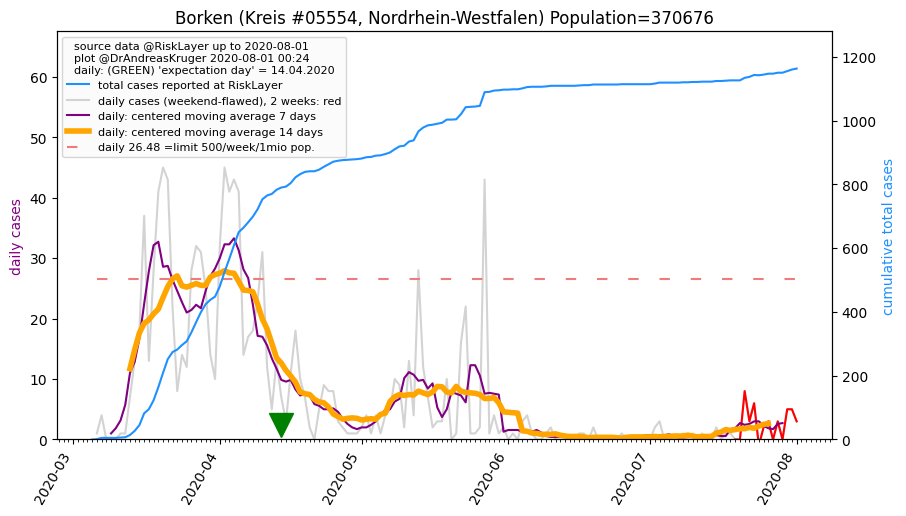 Borken (Kreis #05554, Nordrhein-Westfalen) Population=370676
source data @RiskLayer up to 2020-08-01
plot @DrAndreasKruger 2020-08-01 00:24
daily: (GREEN) 'expectation day' = 14.04.2020
total cases reported at RiskLayer
daily cases (weekend-flawed), 2 weeks: red
daily: centered moving average 7 days
daily: centered moving average 14 days
daily 26.48 =limit 500/week/1mio pop.
daily cases
60
50
40
30
20
10
0
cumulative total cases
1200
1000
800
600
400
200
0
2020-03
2020-04
2020-05
2020-06
2020-07
2020-08